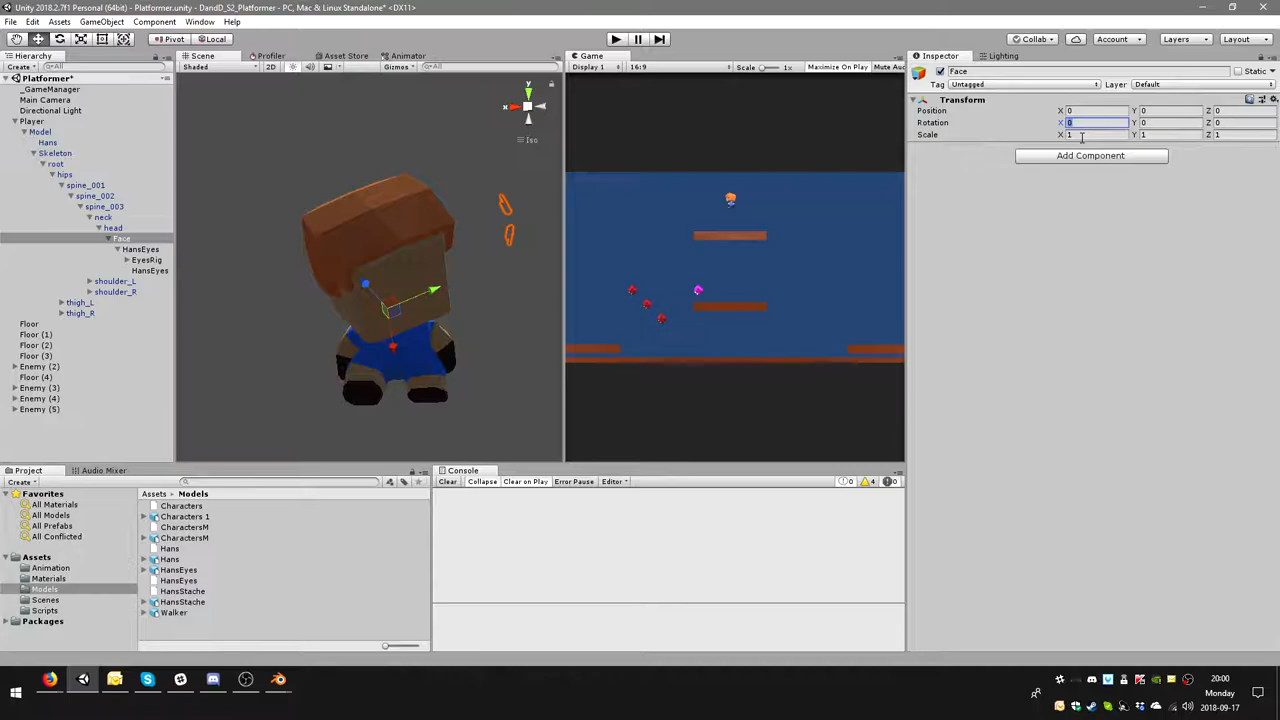 Unity 2018.2.7f1 Personal (64bit) - Platformer.unity - DandD_S2_Platformer - PC, Mac & Linux Standalone* <DX11>
File Edit Assets GameObject Component Window Help
Pivot Local Collab Account Layers Layout
Hierarchy Scene Profiler Asset Store Animator Game Inspector Lighting
Create All Shaded 2D Gizmos All Display 1 16:9 Scale 1x Maximize On Play Mute Au
Face Static
Tag Untagged Layer Default
Transform
Position X 0 Y 0 Z 0
Rotation X 0 Y 0 Z 0
Scale X 1 Y 1 Z 1
Add Component
Platformer*
_GameManager
Main Camera
Directional Light
Player
Model
Hans
Skeleton
root
hips
spine_001
spine_002
spine_003
neck
head
Face
HansEyes
EyesRig
HansEyes
shoulder_L
shoulder_R
thigh_L
thigh_R
Floor
Floor (1)
Floor (2)
Floor (3)
Enemy (2)
Floor (4)
Enemy (3)
Enemy (4)
Enemy (5)
y
x
Iso
Project Audio Mixer
Create
Favorites
All Materials
All Models
All Prefabs
All Conflicted
Assets
Animation
Materials
Models
Scenes
Scripts
Packages
Assets Models
Characters
Characters 1
CharactersM
CharactersM
Hans
Hans
HansEyes
HansEyes
HansStache
HansStache
Walker
Console
Clear Collapse Clear on Play Error Pause Editor 0 4 0
20:00
Monday
2018-09-17